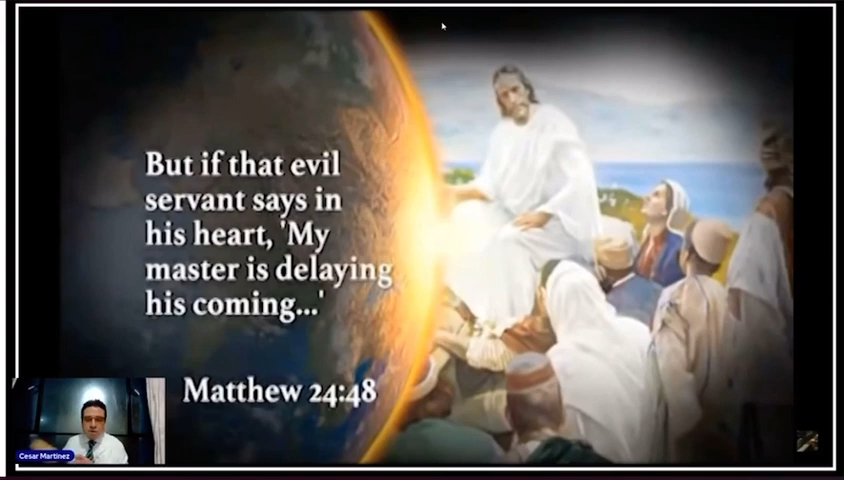 But if that evil
servant says in
his heart, 'My
master is delaying
his coming...'
Matthew 24:48
Cesar Martinez